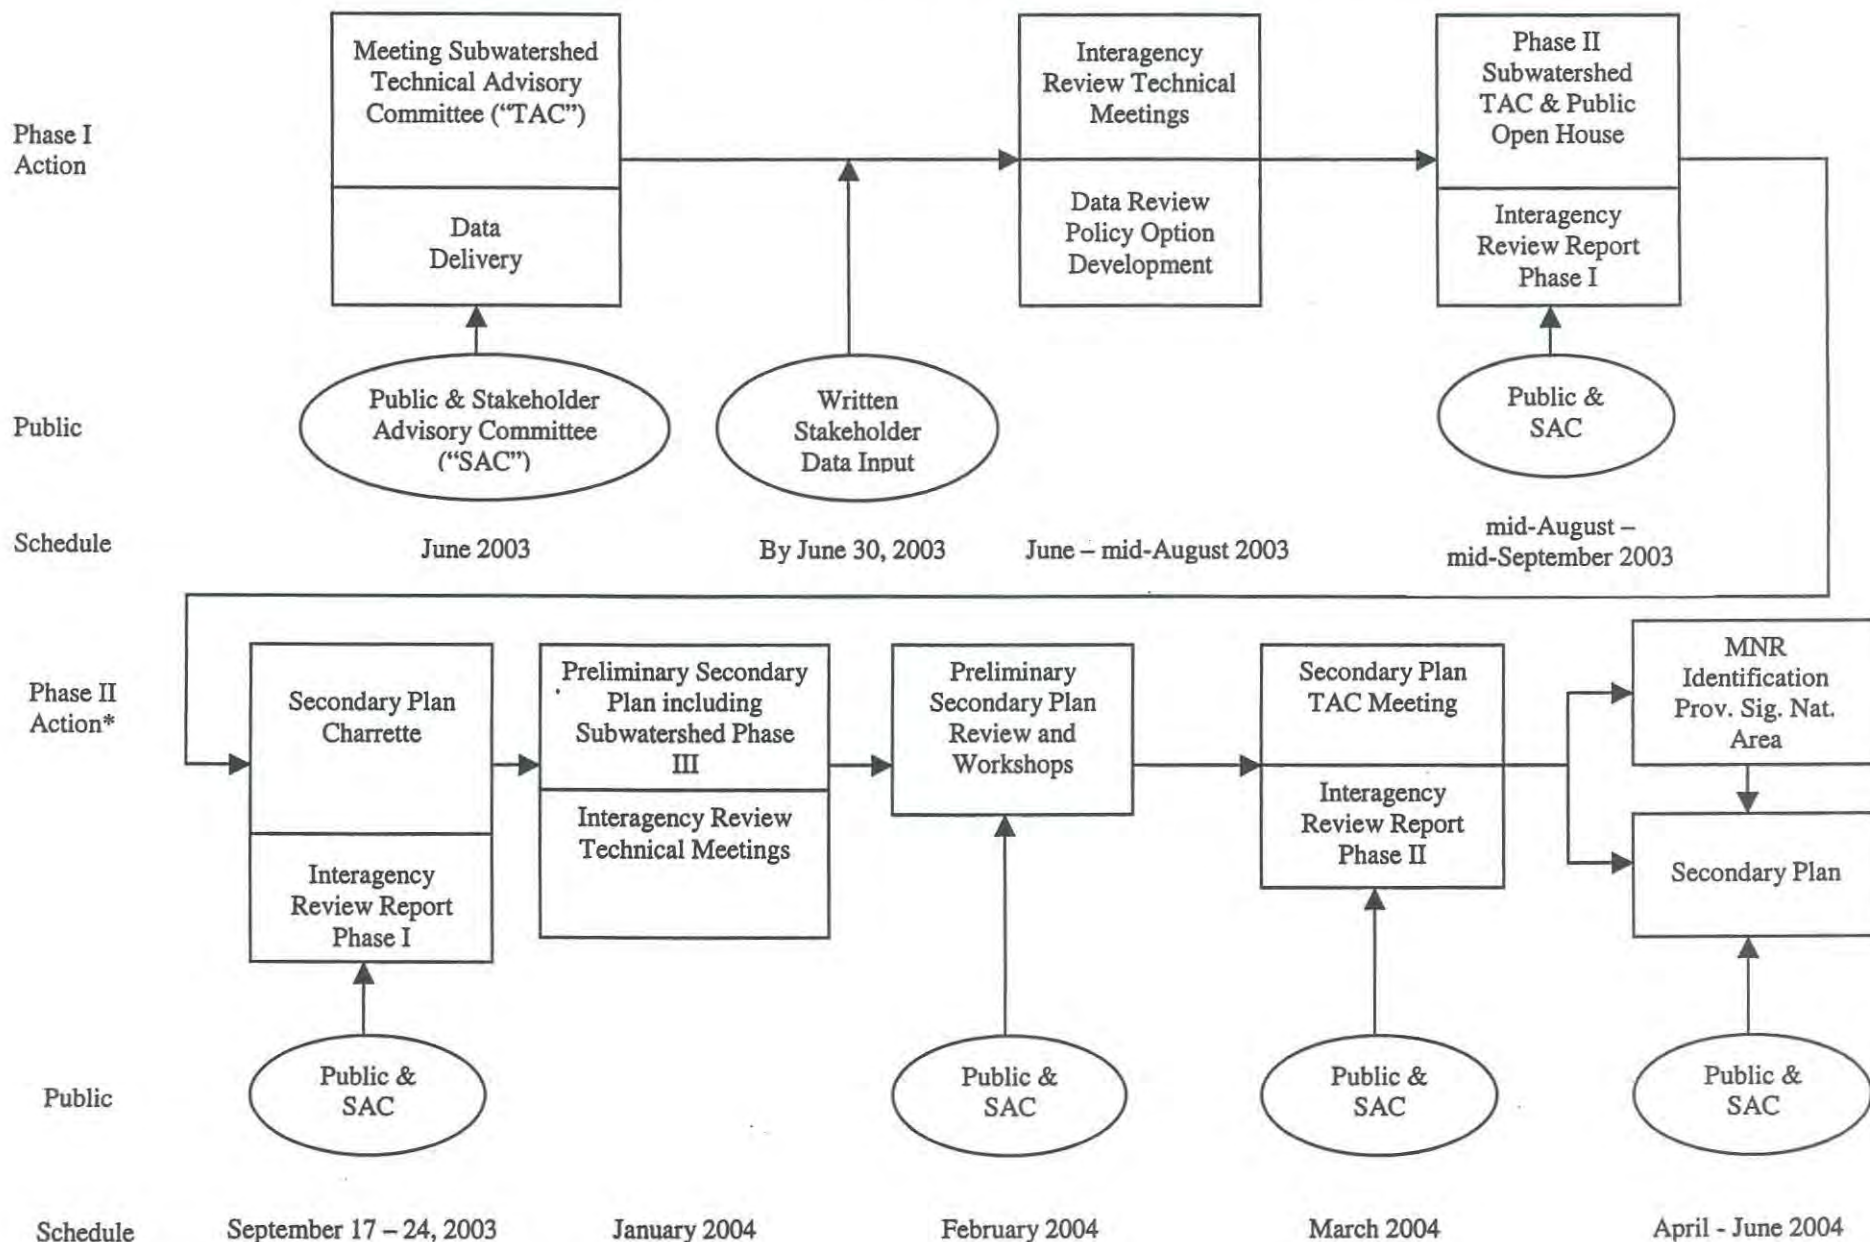 Phase I
Action
Meeting Subwatershed
Technical Advisory
Committee (“TAC”)
Data
Delivery
Interagency
Review Technical
Meetings
Data Review
Policy Option
Development
Phase II
Subwatershed
TAC & Public
Open House
Interagency
Review Report
Phase I
Public
Public & Stakeholder
Advisory Committee
(“SAC”)
Written
Stakeholder
Data Input
Public &
SAC
Schedule
June 2003
By June 30, 2003
June – mid-August 2003
mid-August –
mid-September 2003
Phase II
Action*
Secondary Plan
Charrette
Interagency
Review Report
Phase I
Preliminary Secondary
Plan including
Subwatershed Phase
III
Interagency Review
Technical Meetings
Preliminary
Secondary Plan
Review and
Workshops
Secondary Plan
TAC Meeting
Interagency
Review Report
Phase II
MNR
Identification
Prov. Sig. Nat.
Area
Secondary Plan
Public
Public &
SAC
Public &
SAC
Public &
SAC
Public &
SAC
Schedule
September 17 – 24, 2003
January 2004
February 2004
March 2004
April - June 2004